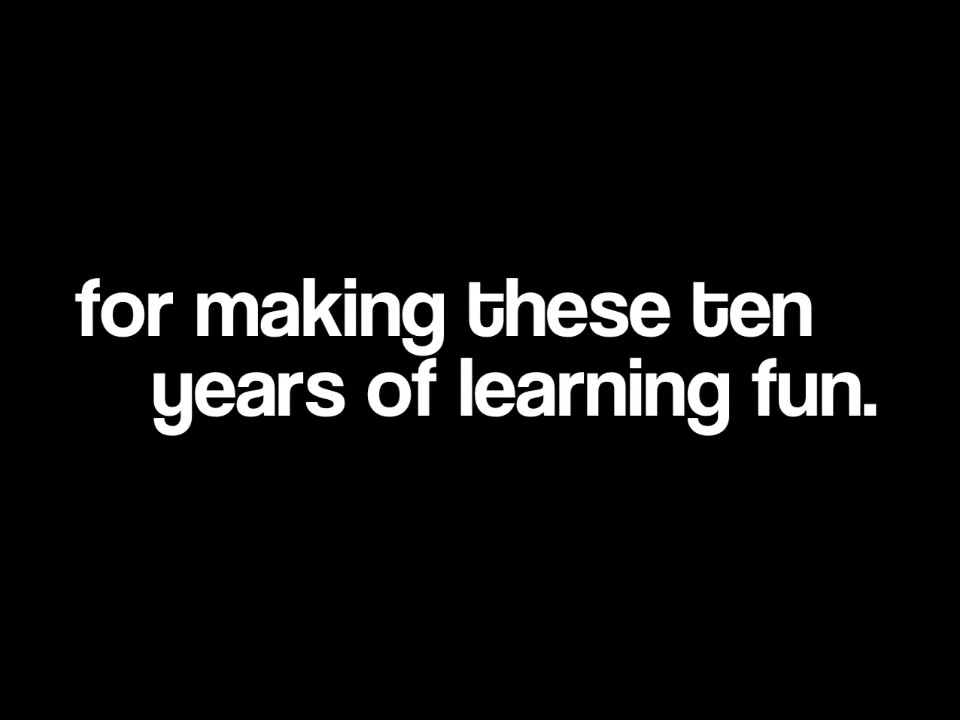 for making these ten
years of learning fun.